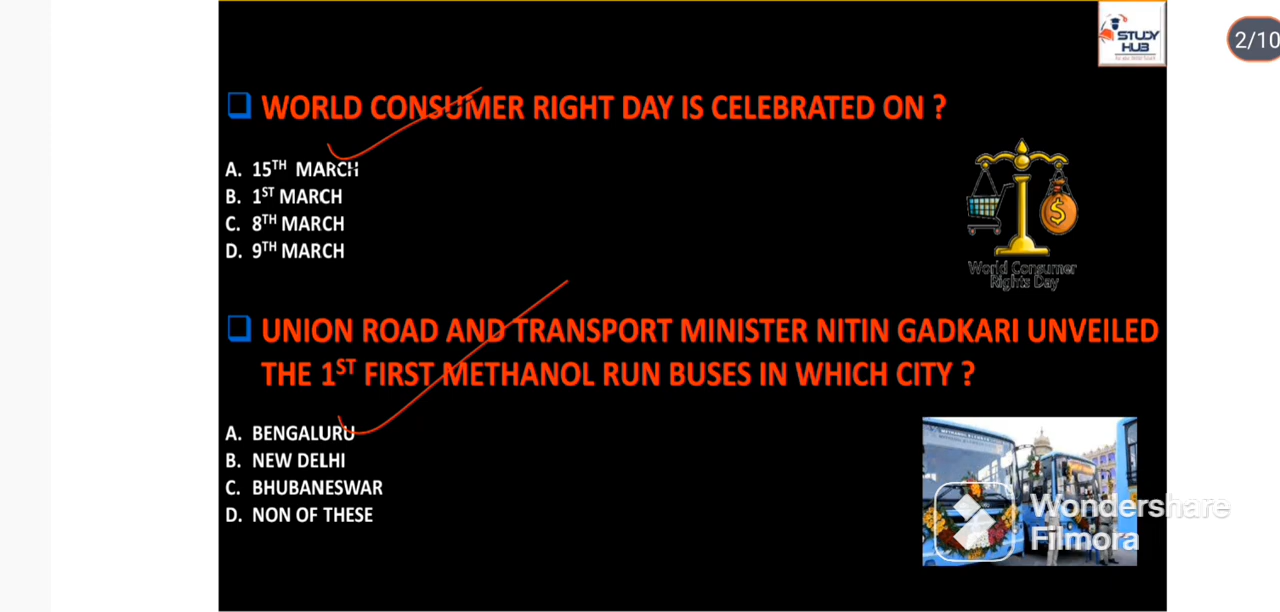 STUDY
HUB
2/10
WORLD CONSUMER RIGHT DAY IS CELEBRATED ON ?
A. 15TH MARCH
B. 1ST MARCH
C. 8TH MARCH
D. 9TH MARCH
World Consumer
Rights Day
UNION ROAD AND TRANSPORT MINISTER NITIN GADKARI UNVEILED
THE 1ST FIRST METHANOL RUN BUSES IN WHICH CITY ?
A. BENGALURU
B. NEW DELHI
C. BHUBANESWAR
D. NON OF THESE
Wondershare
Filmora